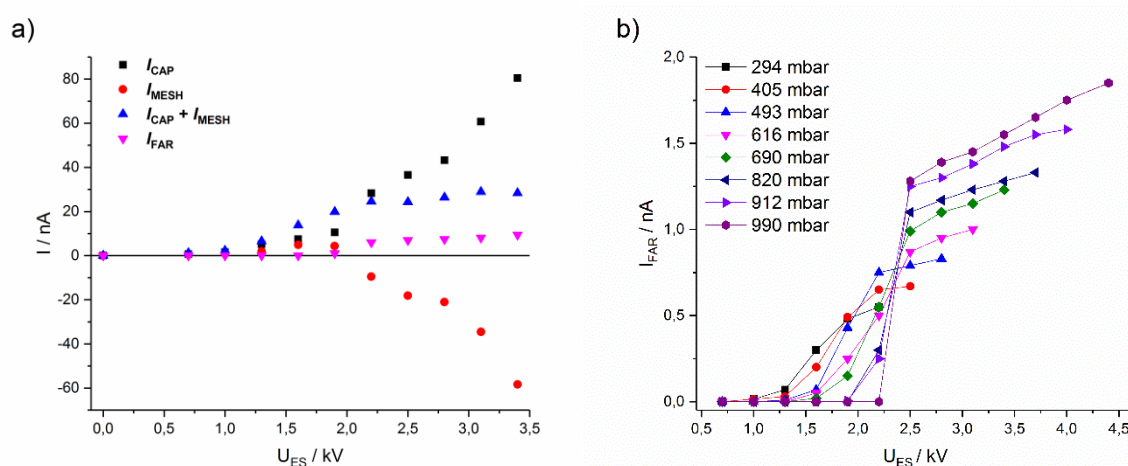 a)
I_CAP
I_MESH
I_CAP + I_MESH
I_FAR
80
60
40
20
0
-20
-40
-60
I / nA
0,0 0,5 1,0 1,5 2,0 2,5 3,0 3,5
U_ES / kV
b)
294 mbar
405 mbar
493 mbar
616 mbar
690 mbar
820 mbar
912 mbar
990 mbar
2,0
1,5
1,0
0,5
0,0
I_FAR / nA
0,5 1,0 1,5 2,0 2,5 3,0 3,5 4,0 4,5
U_ES / kV